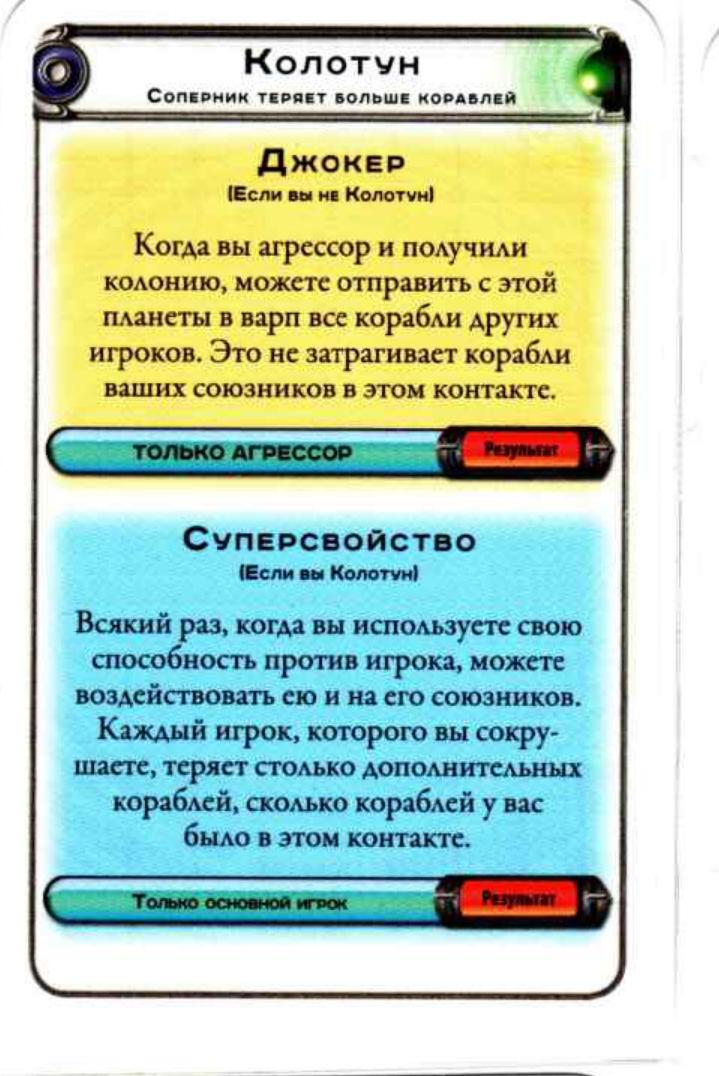 Колотун
Соперник теряет больше кораблей
Джокер
(Если вы не Колотун)
Когда вы агрессор и получили
колонию, можете отправить с этой
планеты в варп все корабли других
игроков. Это не затрагивает корабли
ваших союзников в этом контакте.
ТОЛЬКО АГРЕССОР
Результат
Суперсвойство
(Если вы Колотун)
Всякий раз, когда вы используете свою
способность против игрока, можете
воздействовать ею и на его союзников.
Каждый игрок, которого вы сокру-
шаете, теряет столько дополнительных
кораблей, сколько кораблей у вас
было в этом контакте.
Только основной игрок
Результат